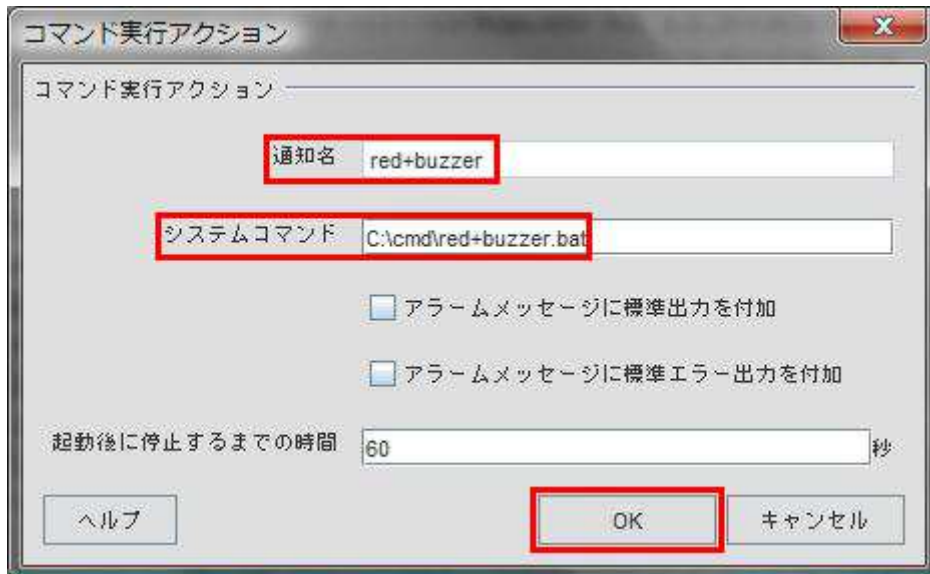 コマンド実行アクション
コマンド実行アクション
通知名 red+buzzer
システムコマンド C:\cmd\red+buzzer.bat
アラームメッセージに標準出力を付加
アラームメッセージに標準エラー出力を付加
起動後に停止するまでの時間 60 秒
ヘルプ OK キャンセル